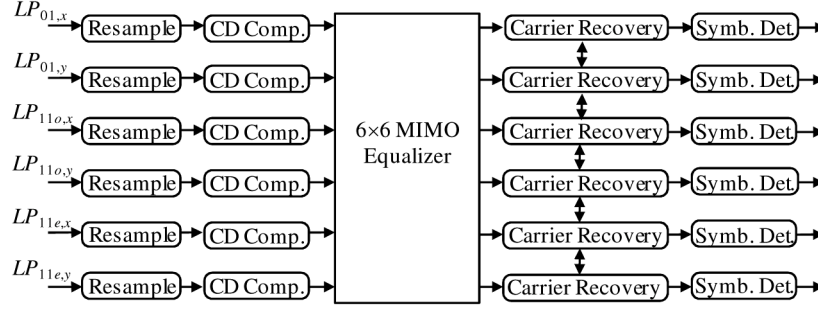 LP01,x Resample CD Comp. Carrier Recovery Symb. Det.
LP01,y Resample CD Comp. Carrier Recovery Symb. Det.
LP11o,x Resample CD Comp. Carrier Recovery Symb. Det.
6×6 MIMO
Equalizer
LP11o,y Resample CD Comp. Carrier Recovery Symb. Det.
LP11e,x Resample CD Comp. Carrier Recovery Symb. Det.
LP11e,y Resample CD Comp. Carrier Recovery Symb. Det.